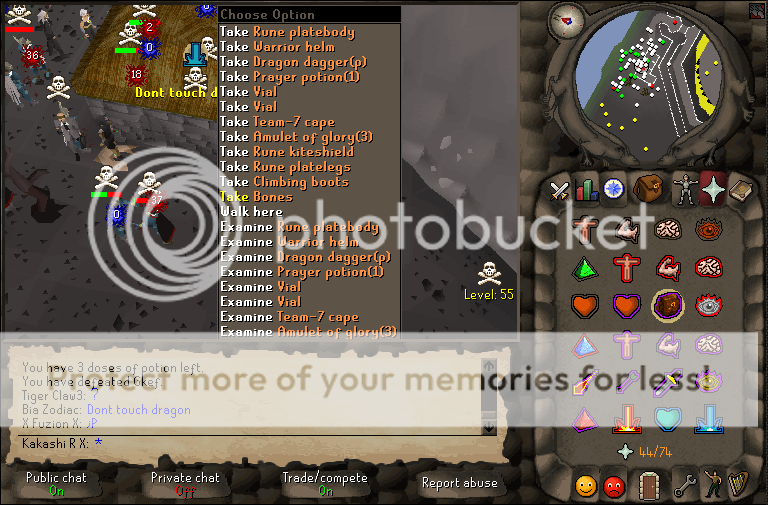 Choose Option
Take Rune platebody
Take Warrior helm
Take Dragon dagger(p)
Take Prayer potion(1)
Take Vial
Take Vial
Take Team-7 cape
Take Amulet of glory(3)
Take Rune kiteshield
Take Rune platelegs
Take Climbing boots
Take Bones
Walk here
Examine Rune platebody
Examine Warrior helm
Examine Dragon dagger(p)
Examine Prayer potion(1)
Examine Vial
Examine Vial
Examine Team-7 cape
Examine Amulet of glory(3)
36
2
0
18
Dont touch d
0
37
Level: 55
photobucket
Protect more of your memories for less!
You have 3 doses of potion left.
You have defeated
Tiger Claw3: ?
Bia Zodiac: Dont touch dragon
X Fuzion X: ;P
Kakashi R X: *
44/74
Public chat
On
Private chat
Off
Trade/compete
On
Report abuse